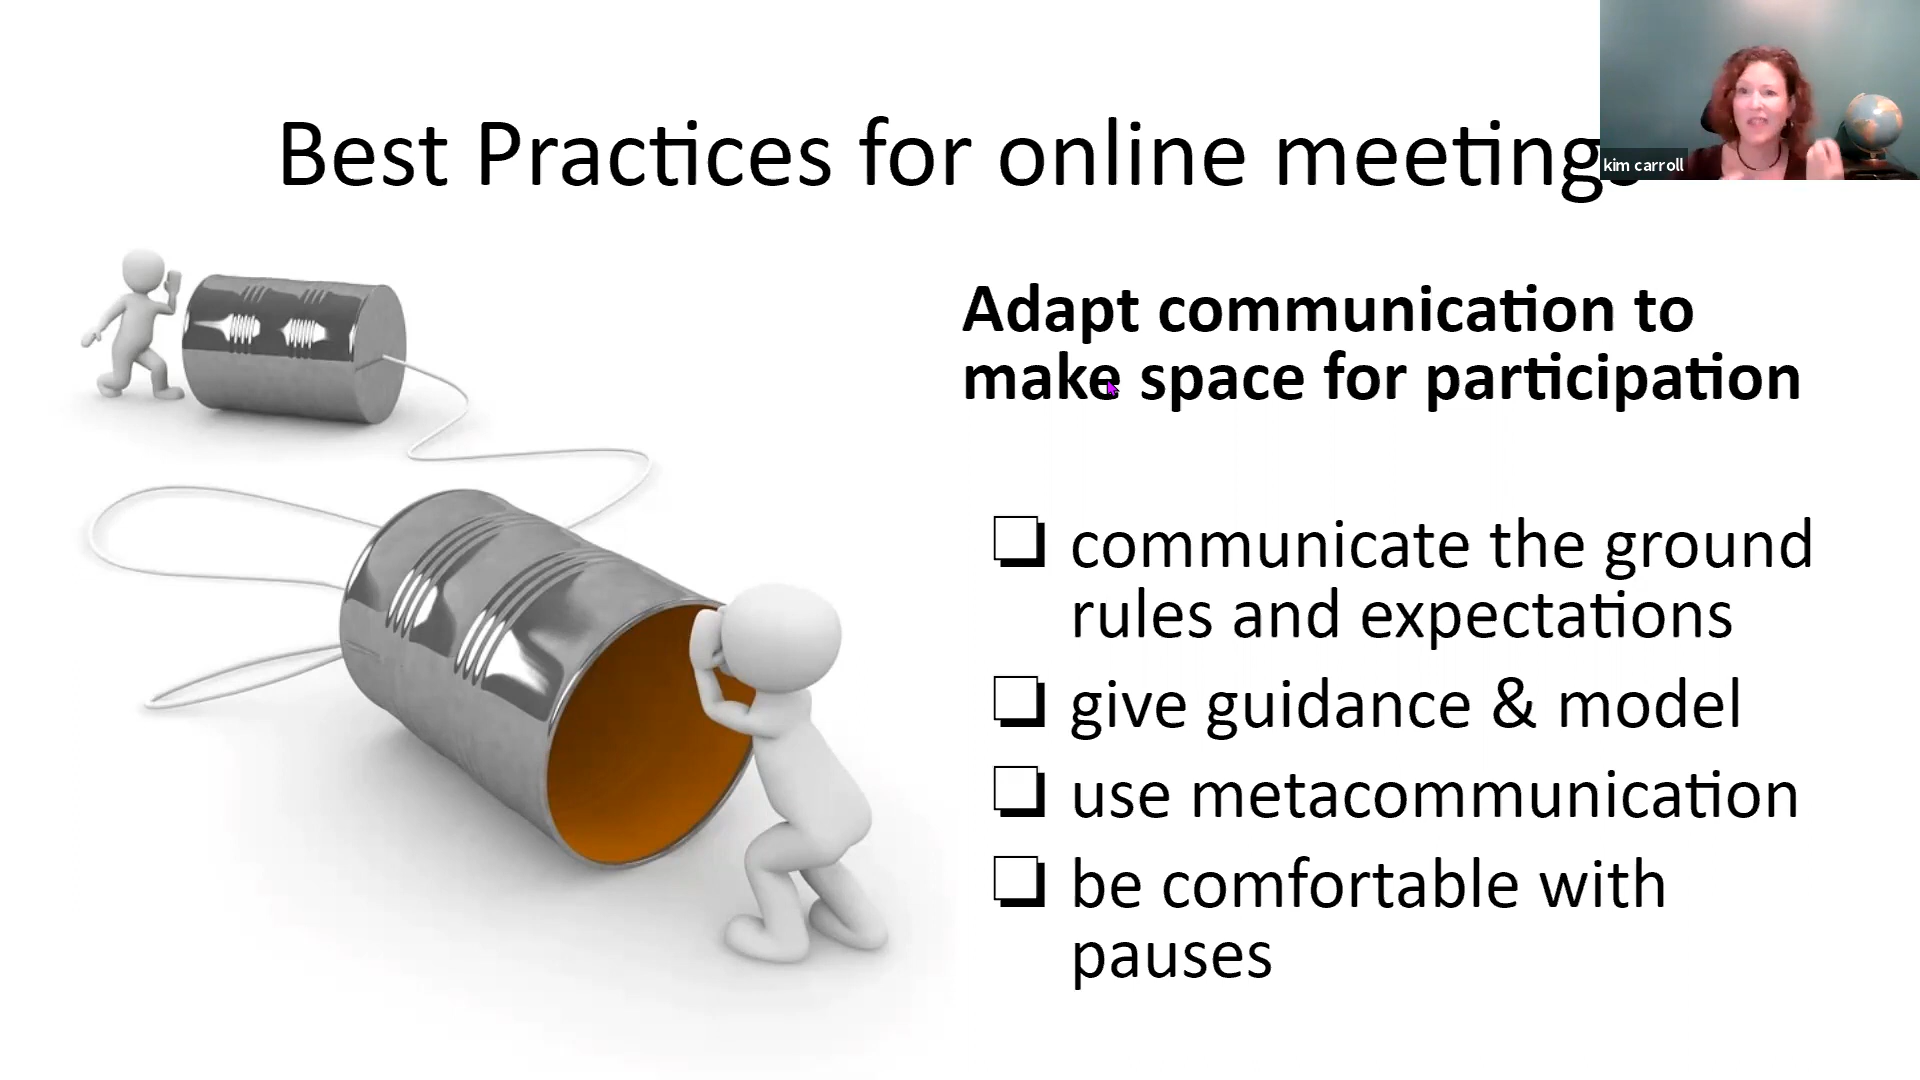 Best Practices for online meetings
kim carroll
Adapt communication to
make space for participation
❑ communicate the ground
rules and expectations
❑ give guidance & model
❑ use metacommunication
❑ be comfortable with
pauses